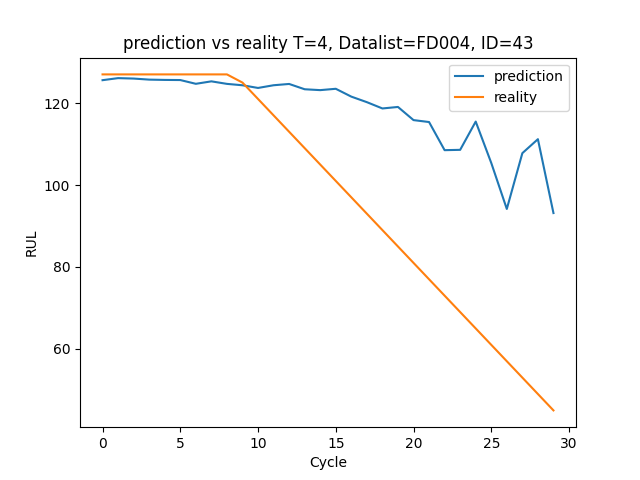 prediction vs reality T=4, Datalist=FD004, ID=43
prediction
reality
RUL
120
100
80
60
0 5 10 15 20 25 30
Cycle